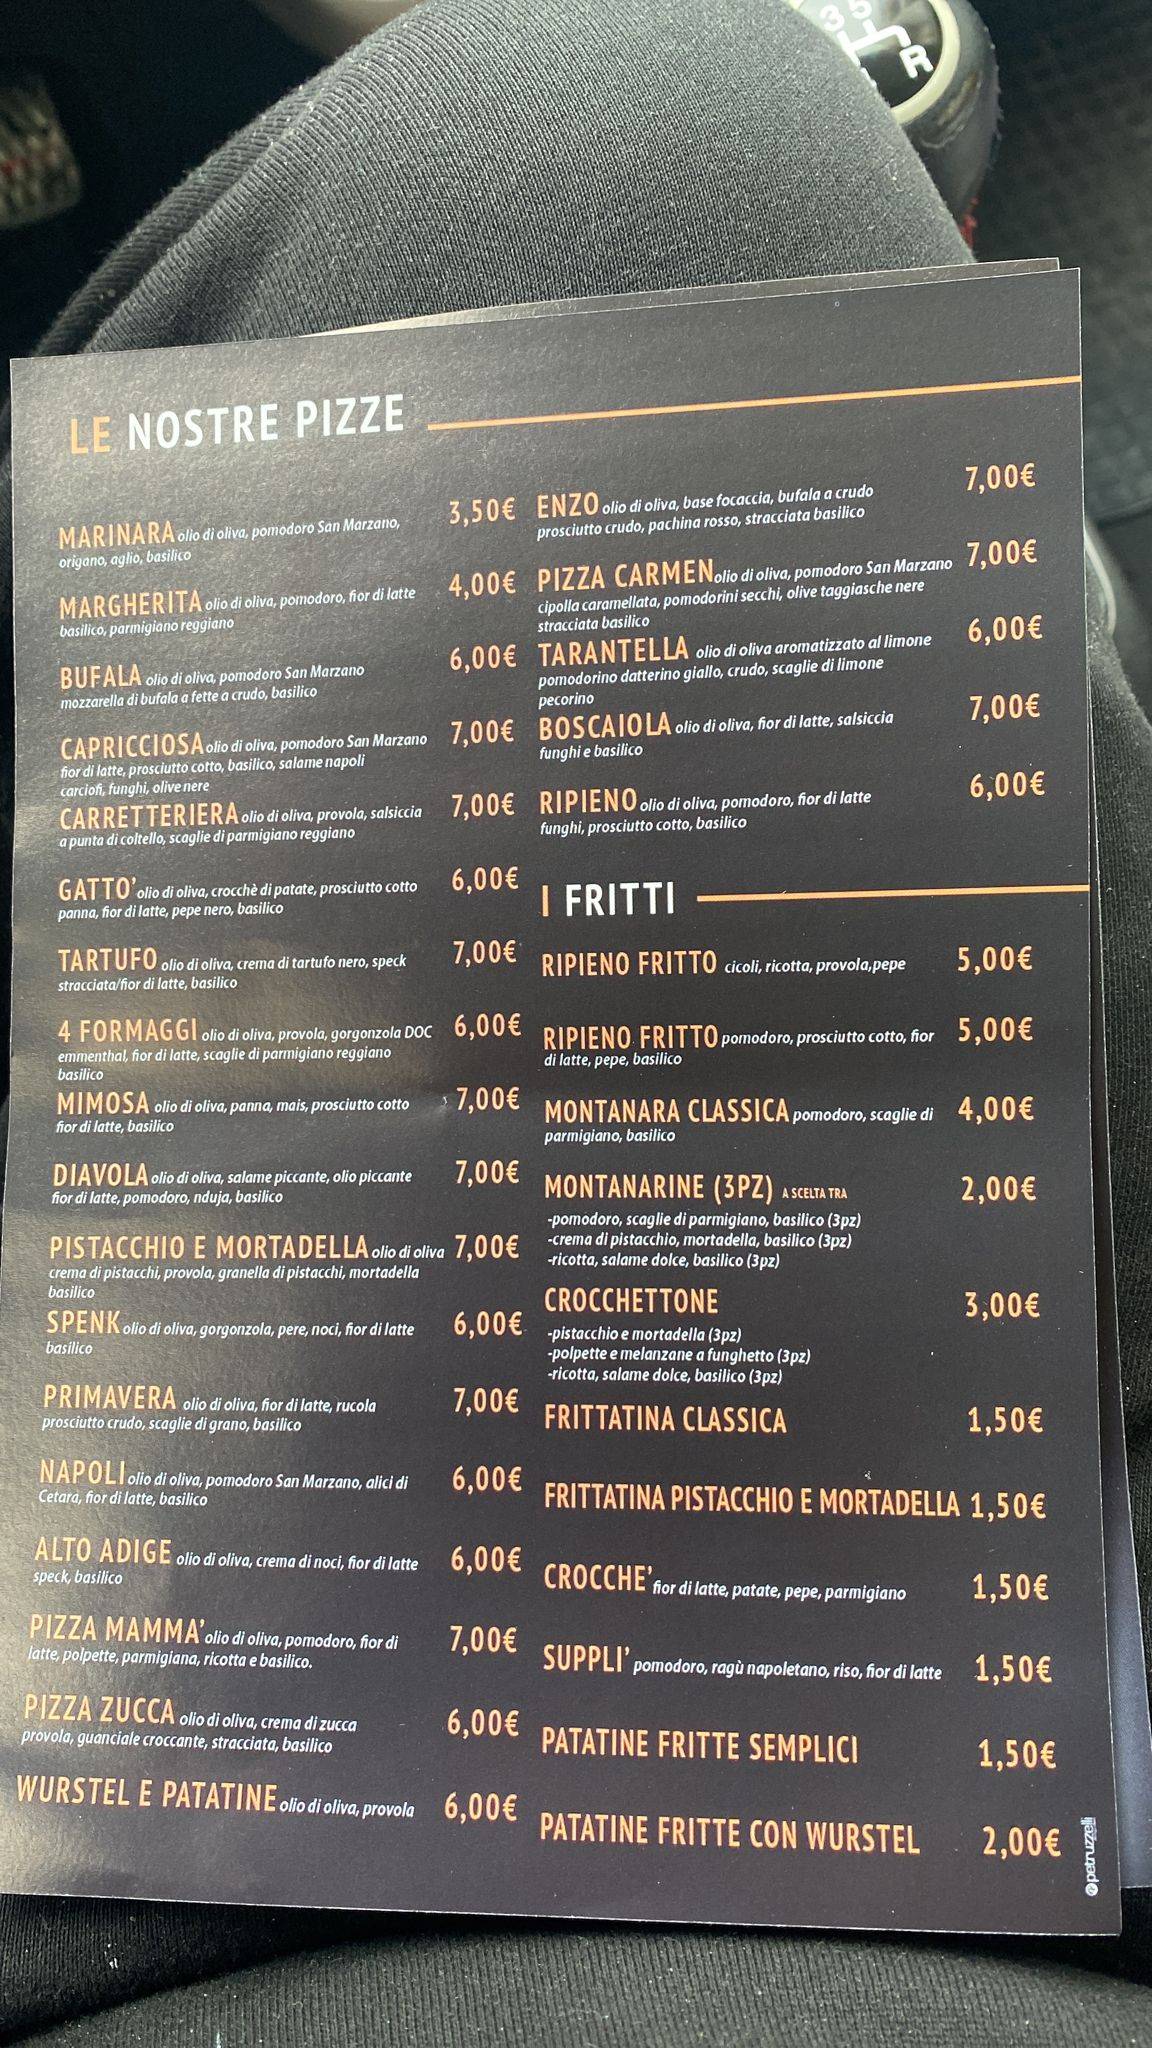 3 5
R
LE NOSTRE PIZZE
MARINARA olio di oliva, pomodoro San Marzano, 3,50€
origano, aglio, basilico
MARGHERITA olio di oliva, pomodoro, fior di latte 4,00€
basilico, parmigiano reggiano
BUFALA olio di oliva, pomodoro San Marzano 6,00€
mozzarella di bufala a fette a crudo, basilico
CAPRICCIOSA olio di oliva, pomodoro San Marzano 7,00€
fior di latte, prosciutto cotto, basilico, salame napoli
carciofi, funghi, olive nere
CARRETTERIERA olio di oliva, provola, salsiccia 7,00€
a punta di coltello, scaglie di parmigiano reggiano
GATTO' olio di oliva, crocchè di patate, prosciutto cotto 6,00€
panna, fior di latte, pepe nero, basilico
TARTUFO olio di oliva, crema di tartufo nero, speck 7,00€
stracciata/fior di latte, basilico
4 FORMAGGI olio di oliva, provola, gorgonzola DOC 6,00€
emmenthal, fior di latte, scaglie di parmigiano reggiano
basilico
MIMOSA olio di oliva, panna, mais, prosciutto cotto 7,00€
fior di latte, basilico
DIAVOLA olio di oliva, salame piccante, olio piccante 7,00€
fior di latte, pomodoro, nduja, basilico
PISTACCHIO E MORTADELLA olio di oliva 7,00€
crema di pistacchi, provola, granella di pistacchi, mortadella
basilico
SPENK olio di oliva, gorgonzola, pere, noci, fior di latte 6,00€
basilico
PRIMAVERA olio di oliva, fior di latte, rucola 7,00€
prosciutto crudo, scaglie di grano, basilico
NAPOLI olio di oliva, pomodoro San Marzano, alici di 6,00€
Cetara, fior di latte, basilico
ALTO ADIGE olio di oliva, crema di noci, fior di latte 6,00€
speck, basilico
PIZZA MAMMA' olio di oliva, pomodoro, fior di 7,00€
latte, polpette, parmigiana, ricotta e basilico.
PIZZA ZUCCA olio di oliva, crema di zucca 6,00€
provola, guanciale croccante, stracciata, basilico
WURSTEL E PATATINE olio di oliva, provola 6,00€
ENZO olio di oliva, base focaccia, bufala a crudo 7,00€
prosciutto crudo, pachina rosso, stracciata basilico
PIZZA CARMEN olio di oliva, pomodoro San Marzano 7,00€
cipolla caramellata, pomodorini secchi, olive taggiasche nere
stracciata basilico
TARANTELLA olio di oliva aromatizzato al limone 6,00€
pomodorino datterino giallo, crudo, scaglie di limone
pecorino
BOSCAIOLA olio di oliva, fior di latte, salsiccia 7,00€
funghi e basilico
RIPIENO olio di oliva, pomodoro, fior di latte 6,00€
funghi, prosciutto cotto, basilico
I FRITTI
RIPIENO FRITTO cicoli, ricotta, provola,pepe 5,00€
RIPIENO FRITTO pomodoro, prosciutto cotto, fior 5,00€
di latte, pepe, basilico
MONTANARA CLASSICA pomodoro, scaglie di 4,00€
parmigiano, basilico
MONTANARINE (3PZ) A SCELTA TRA 2,00€
-pomodoro, scaglie di parmigiano, basilico (3pz)
-crema di pistacchio, mortadella, basilico (3pz)
-ricotta, salame dolce, basilico (3pz)
CROCCHETTONE 3,00€
-pistacchio e mortadella (3pz)
-polpette e melanzane a funghetto (3pz)
-ricotta, salame dolce, basilico (3pz)
FRITTATINA CLASSICA 1,50€
FRITTATINA PISTACCHIO E MORTADELLA 1,50€
CROCCHE' fior di latte, patate, pepe, parmigiano 1,50€
SUPPLI' pomodoro, ragù napoletano, riso, fior di latte 1,50€
PATATINE FRITTE SEMPLICI 1,50€
PATATINE FRITTE CON WURSTEL 2,00€
petruzzelli